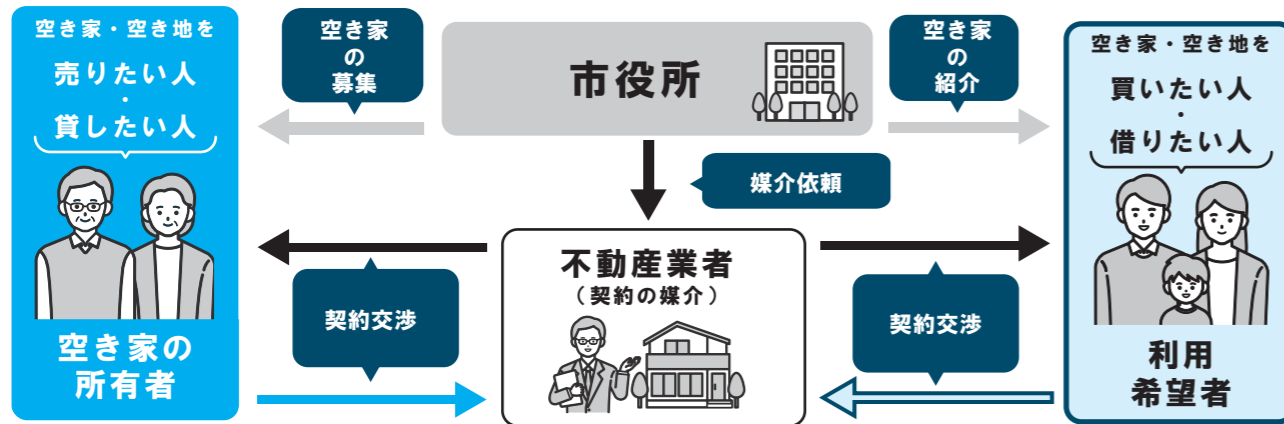 空き家・空き地を
売りたい人
・
貸したい人
空き家の
所有者
空き家
の
募集
市役所
空き家
の
紹介
媒介依頼
不動産業者
（契約の媒介）
契約交渉
契約交渉
空き家・空き地を
買いたい人
・
借りたい人
利用
希望者